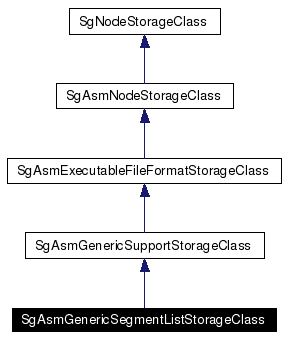 SgNodeStorageClass
SgAsmNodeStorageClass
SgAsmExecutableFileFormatStorageClass
SgAsmGenericSupportStorageClass
SgAsmGenericSegmentListStorageClass